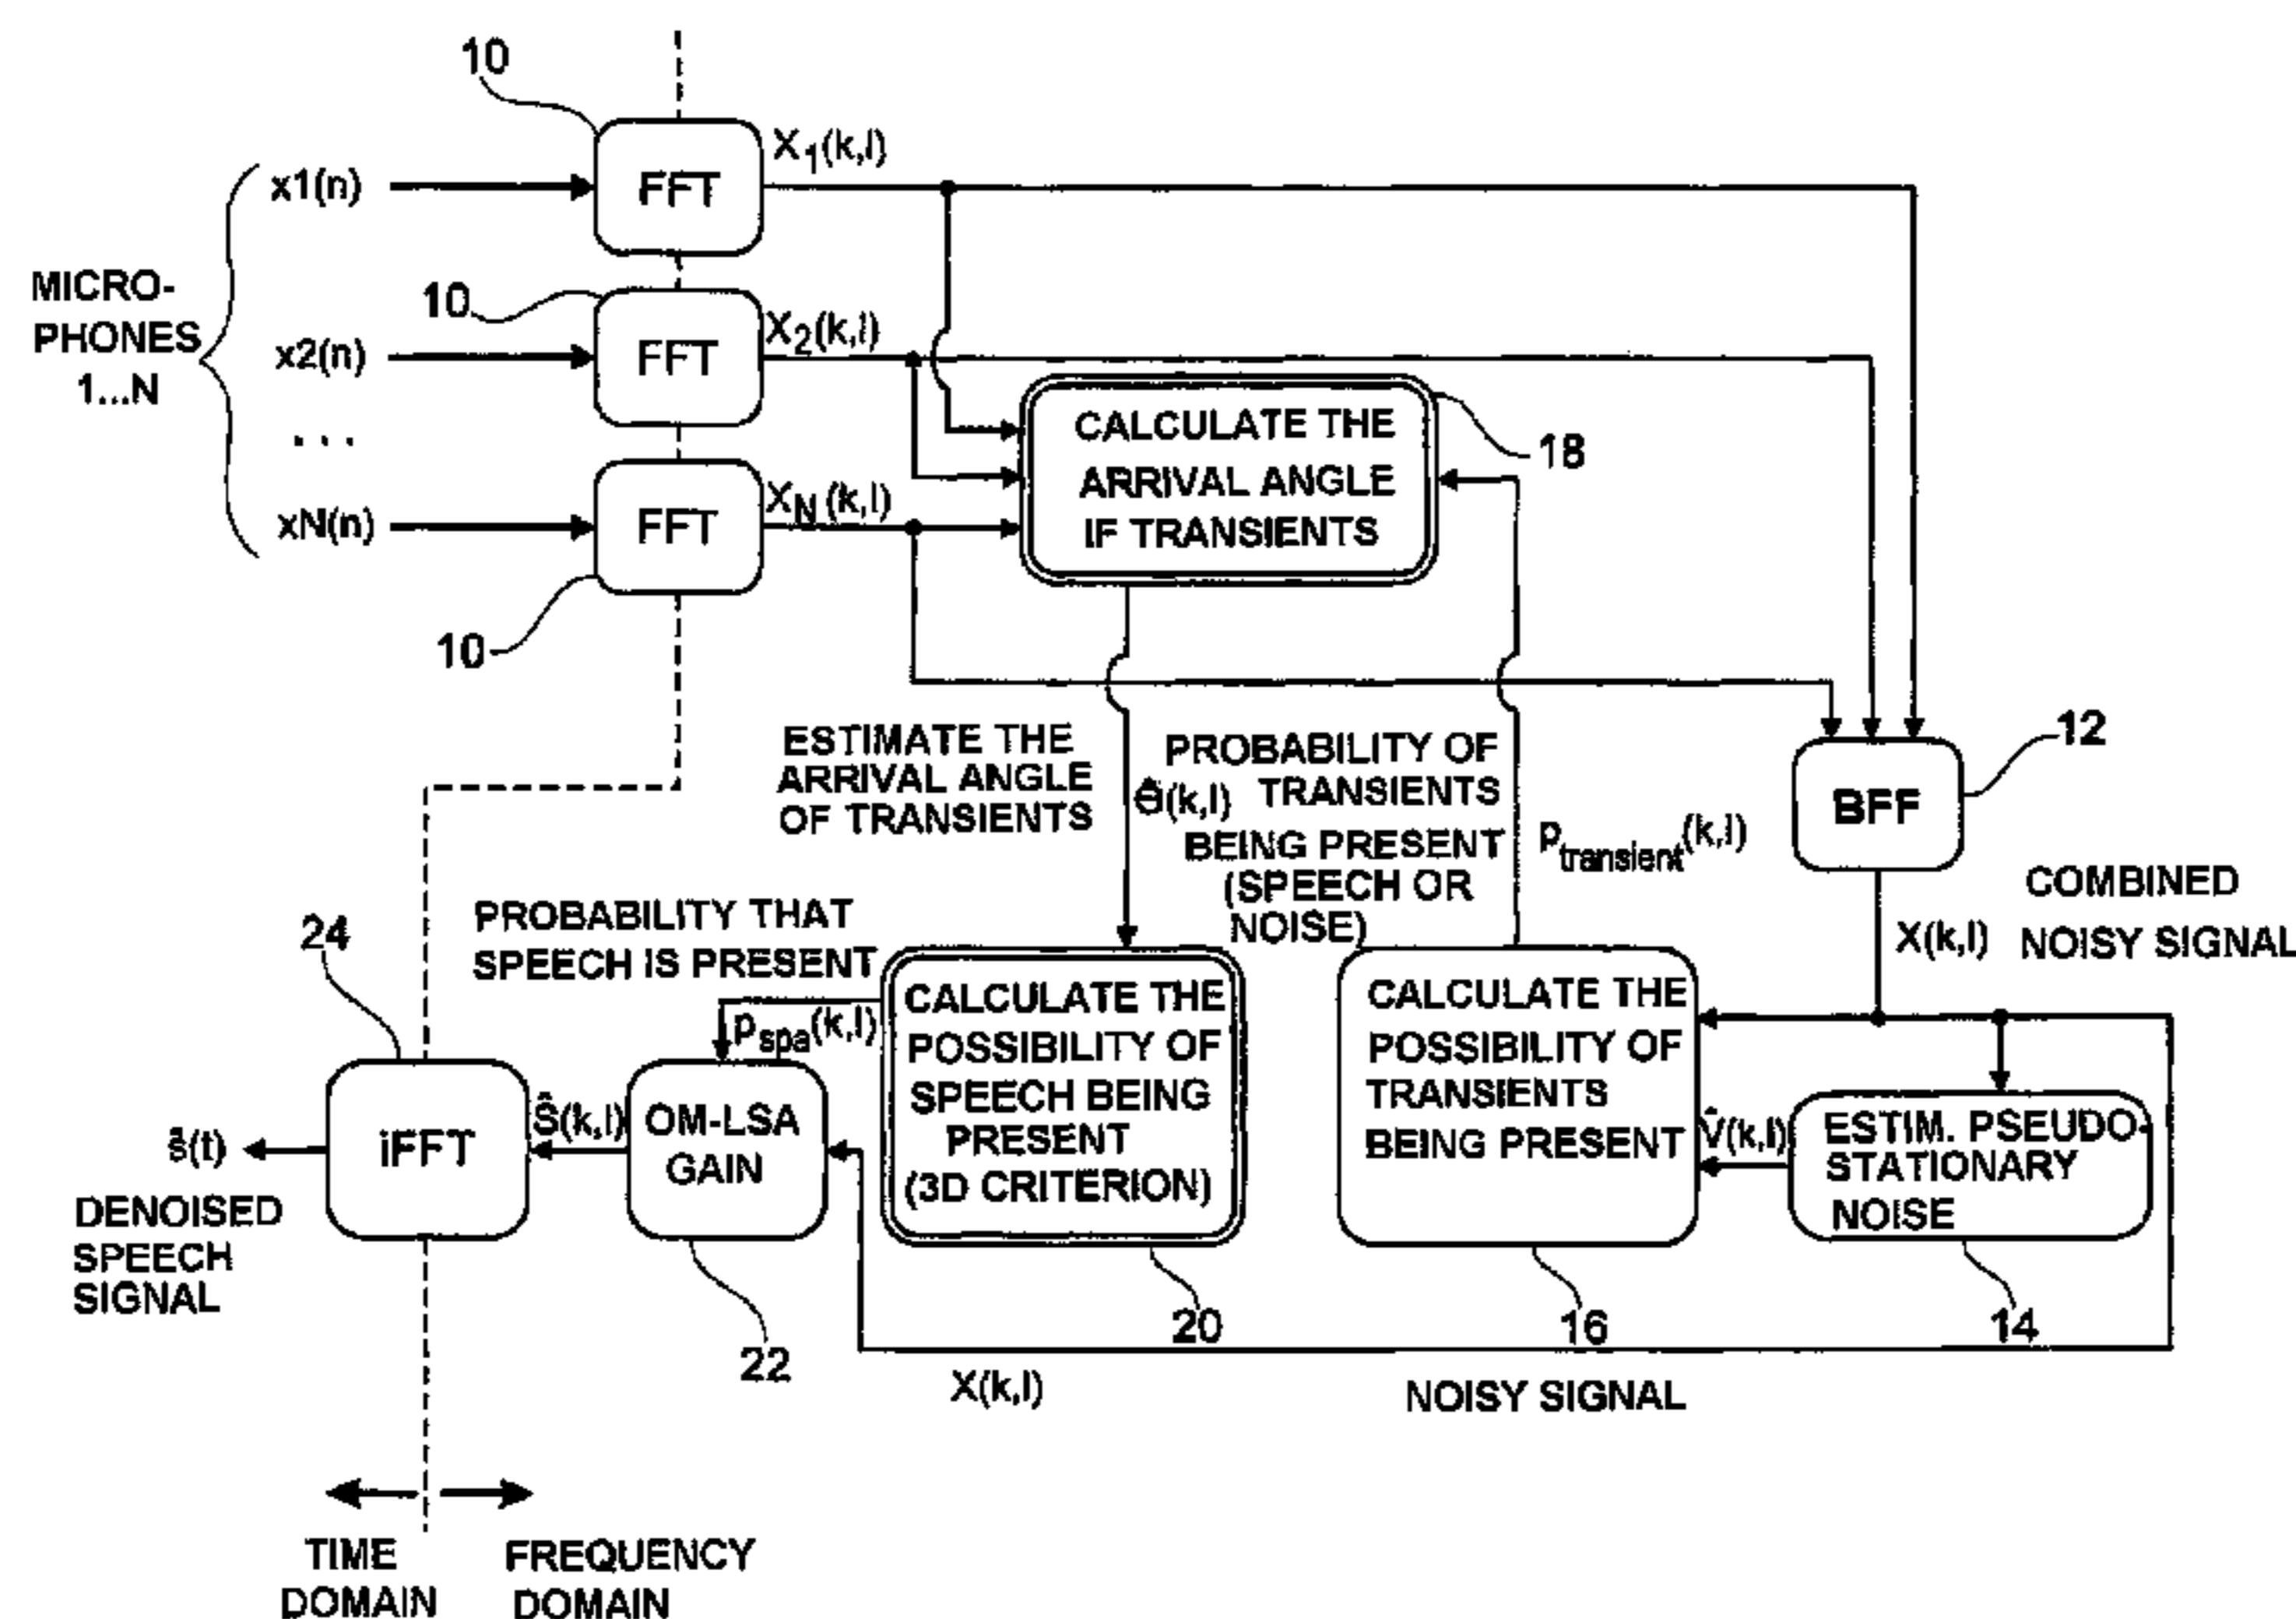 10
x1(n)
FFT
X1(k,l)
MICRO-
PHONES
1...N
10
x2(n)
FFT
X2(k,l)
. . .
xN(n)
FFT
XN(k,l)
10
CALCULATE THE
ARRIVAL ANGLE
IF TRANSIENTS
18
ESTIMATE THE
ARRIVAL ANGLE
OF TRANSIENTS
Θ̂(k,l)
PROBABILITY OF
TRANSIENTS
BEING PRESENT
(SPEECH OR
NOISE)
ptransient(k,l)
BFF
12
COMBINED
NOISY SIGNAL
X(k,l)
PROBABILITY THAT
SPEECH IS PRESENT
24
pspa(k,l)
CALCULATE THE
POSSIBILITY OF
SPEECH BEING
PRESENT
(3D CRITERION)
20
CALCULATE THE
POSSIBILITY OF
TRANSIENTS
BEING PRESENT
16
V̂(k,l)
ESTIM. PSEUDO-
STATIONARY
NOISE
14
ŝ(t)
iFFT
Ŝ(k,l)
OM-LSA
GAIN
22
DENOISED
SPEECH
SIGNAL
X(k,l)
NOISY SIGNAL
TIME
DOMAIN
FREQUENCY
DOMAIN